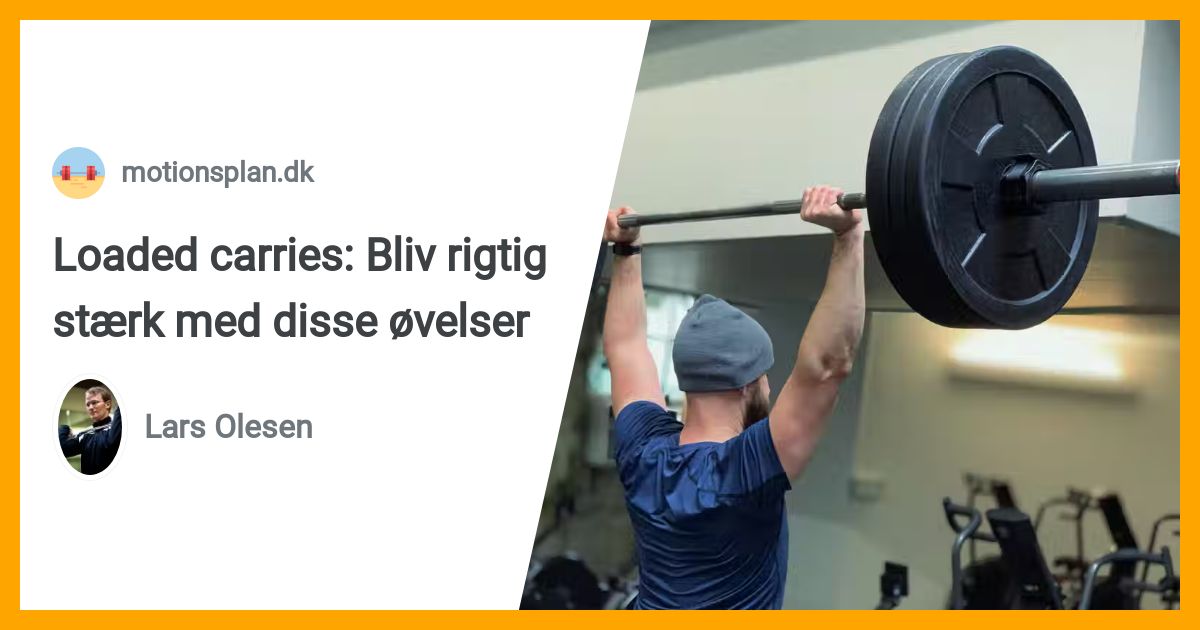 motionsplan.dk
Loaded carries: Bliv rigtig
stærk med disse øvelser
Lars Olesen